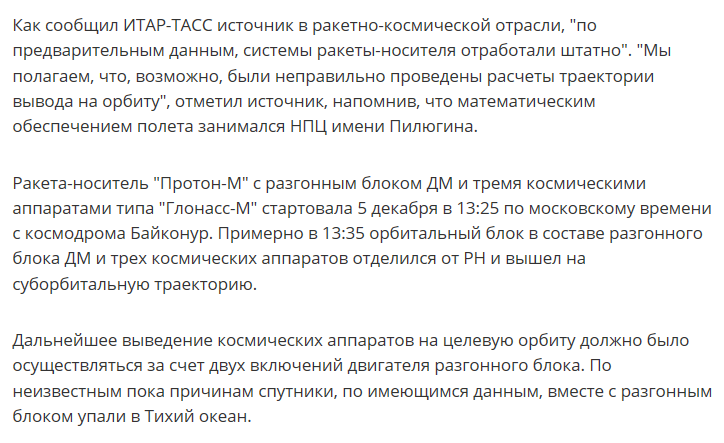 Как сообщил ИТАР-ТАСС источник в ракетно-космической отрасли, "по
предварительным данным, системы ракеты-носителя отработали штатно". "Мы
полагаем, что, возможно, были неправильно проведены расчеты траектории
вывода на орбиту", отметил источник, напомнив, что математическим
обеспечением полета занимался НПЦ имени Пилюгина.
Ракета-носитель "Протон-М" с разгонным блоком ДМ и тремя космическими
аппаратами типа "Глонасс-М" стартовала 5 декабря в 13:25 по московскому времени
с космодрома Байконур. Примерно в 13:35 орбитальный блок в составе разгонного
блока ДМ и трех космических аппаратов отделился от РН и вышел на
суборбитальную траекторию.
Дальнейшее выведение космических аппаратов на целевую орбиту должно было
осуществляться за счет двух включений двигателя разгонного блока. По
неизвестным пока причинам спутники, по имеющимся данным, вместе с разгонным
блоком упали в Тихий океан.